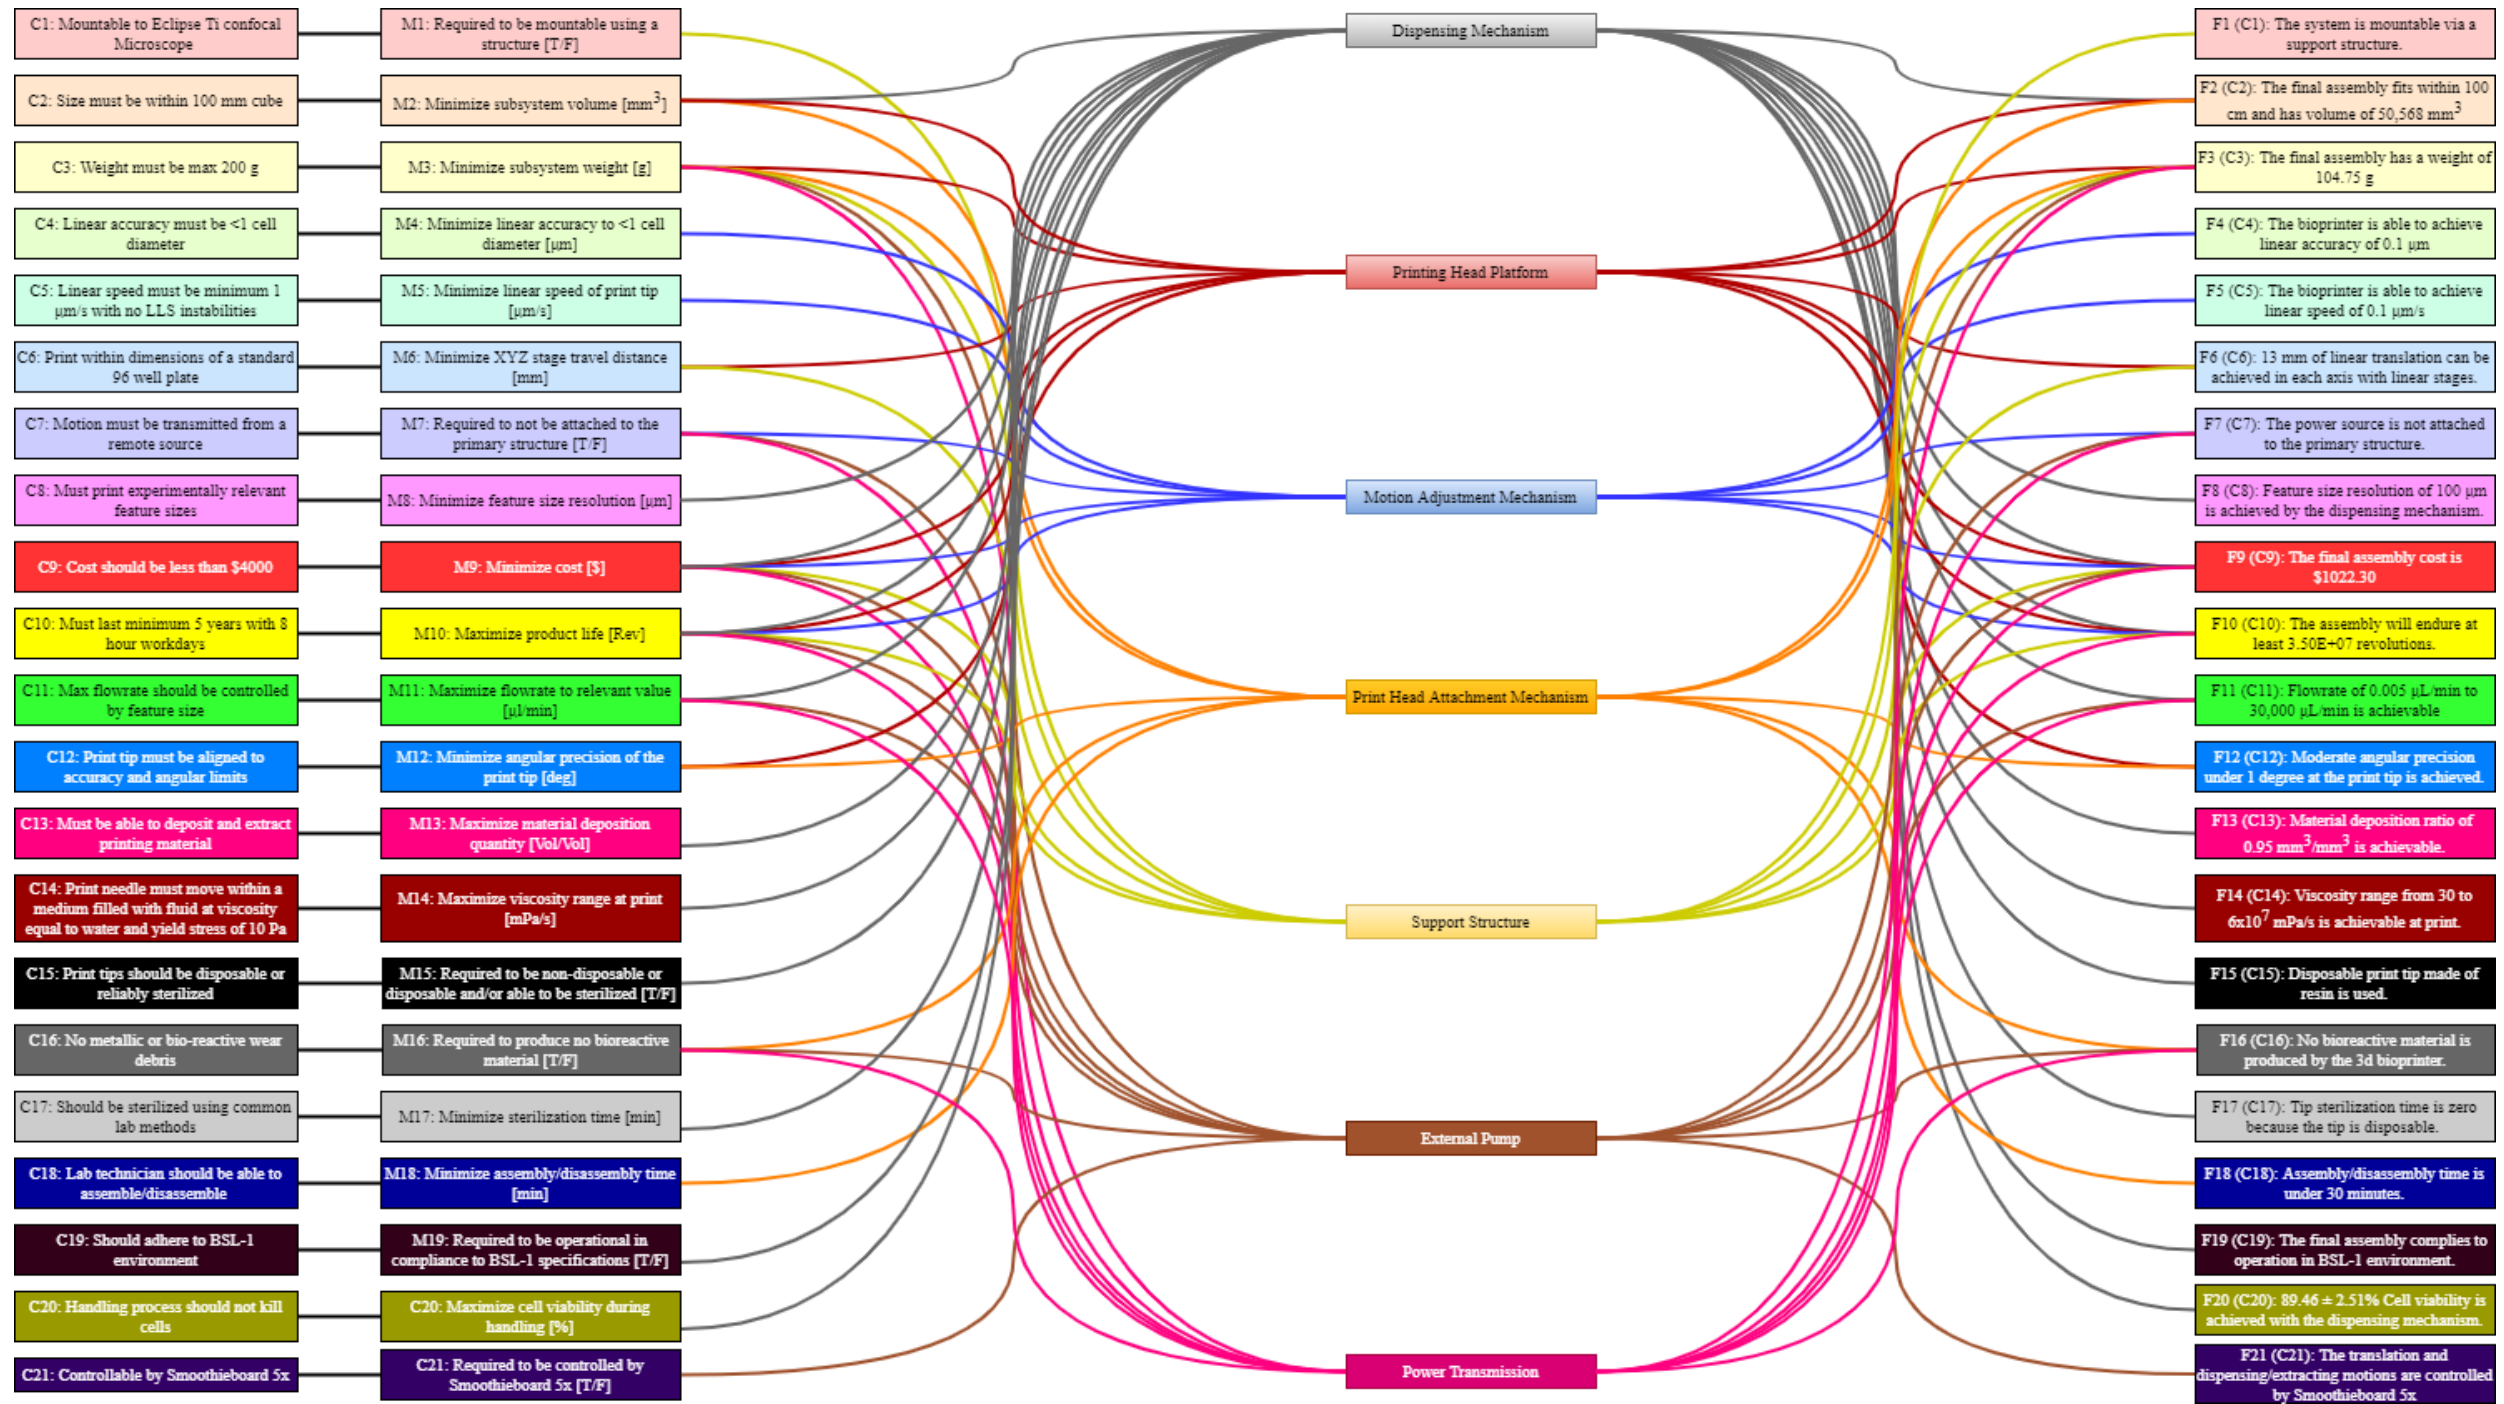 C1: Mountable to Eclipse Ti confocal
Microscope
C2: Size must be within 100 mm cube
C3: Weight must be max 200 g
C4: Linear accuracy must be <1 cell
diameter
C5: Linear speed must be minimum 1
μm/s with no LLS instabilities
C6: Print within dimensions of a standard
96 well plate
C7: Motion must be transmitted from a
remote source
C8: Must print experimentally relevant
feature sizes
C9: Cost should be less than $4000
C10: Must last minimum 5 years with 8
hour workdays
C11: Max flowrate should be controlled
by feature size
C12: Print tip must be aligned to
accuracy and angular limits
C13: Must be able to deposit and extract
printing material
C14: Print needle must move within a
medium filled with fluid at viscosity
equal to water and yield stress of 10 Pa
C15: Print tips should be disposable or
reliably sterilized
C16: No metallic or bio-reactive wear
debris
C17: Should be sterilized using common
lab methods
C18: Lab technician should be able to
assemble/disassemble
C19: Should adhere to BSL-1
environment
C20: Handling process should not kill
cells
C21: Controllable by Smoothieboard 5x
M1: Required to be mountable using a
structure [T/F]
M2: Minimize subsystem volume [mm³]
M3: Minimize subsystem weight [g]
M4: Minimize linear accuracy to <1 cell
diameter [μm]
M5: Minimize linear speed of print tip
[μm/s]
M6: Minimize XYZ stage travel distance
[mm]
M7: Required to not be attached to the
primary structure [T/F]
M8: Minimize feature size resolution [μm]
M9: Minimize cost [$]
M10: Maximize product life [Rev]
M11: Maximize flowrate to relevant value
[μl/min]
M12: Minimize angular precision of the
print tip [deg]
M13: Maximize material deposition
quantity [Vol/Vol]
M14: Maximize viscosity range at print
[mPa/s]
M15: Required to be non-disposable or
disposable and/or able to be sterilized [T/F]
M16: Required to produce no bioreactive
material [T/F]
M17: Minimize sterilization time [min]
M18: Minimize assembly/disassembly time
[min]
M19: Required to be operational in
compliance to BSL-1 specifications [T/F]
C20: Maximize cell viability during
handling [%]
C21: Required to be controlled by
Smoothieboard 5x [T/F]
Dispensing Mechanism
Printing Head Platform
Motion Adjustment Mechanism
Print Head Attachment Mechanism
Support Structure
External Pump
Power Transmission
F1 (C1): The system is mountable via a
support structure.
F2 (C2): The final assembly fits within 100
cm and has volume of 50,568 mm³
F3 (C3): The final assembly has a weight of
104.75 g
F4 (C4): The bioprinter is able to achieve
linear accuracy of 0.1 μm
F5 (C5): The bioprinter is able to achieve
linear speed of 0.1 μm/s
F6 (C6): 13 mm of linear translation can be
achieved in each axis with linear stages.
F7 (C7): The power source is not attached
to the primary structure.
F8 (C8): Feature size resolution of 100 μm
is achieved by the dispensing mechanism.
F9 (C9): The final assembly cost is
$1022.30
F10 (C10): The assembly will endure at
least 3.50E+07 revolutions.
F11 (C11): Flowrate of 0.005 μL/min to
30,000 μL/min is achievable
F12 (C12): Moderate angular precision
under 1 degree at the print tip is achieved.
F13 (C13): Material deposition ratio of
0.95 mm³/mm³ is achievable.
F14 (C14): Viscosity range from 30 to
6x10⁷ mPa/s is achievable at print.
F15 (C15): Disposable print tip made of
resin is used.
F16 (C16): No bioreactive material is
produced by the 3d bioprinter.
F17 (C17): Tip sterilization time is zero
because the tip is disposable.
F18 (C18): Assembly/disassembly time is
under 30 minutes.
F19 (C19): The final assembly complies to
operation in BSL-1 environment.
F20 (C20): 89.46 ± 2.51% Cell viability is
achieved with the dispensing mechanism.
F21 (C21): The translation and
dispensing/extracting motions are controlled
by Smoothieboard 5x